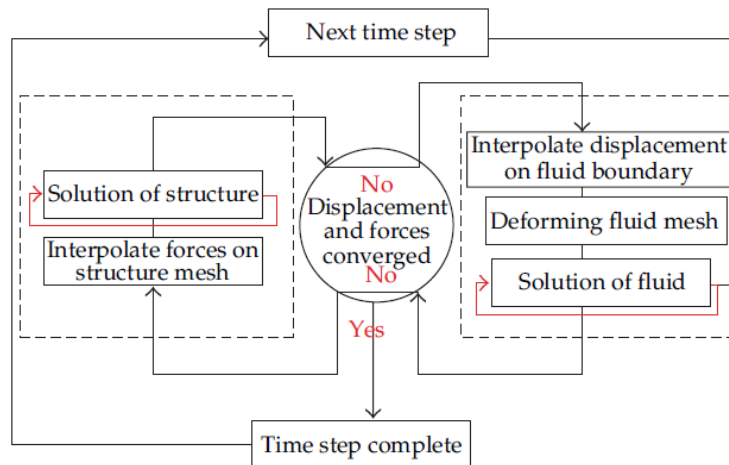 Next time step
Solution of structure
Interpolate forces on
structure mesh
No
Displacement
and forces
converged
No
Yes
Interpolate displacement
on fluid boundary
Deforming fluid mesh
Solution of fluid
Time step complete